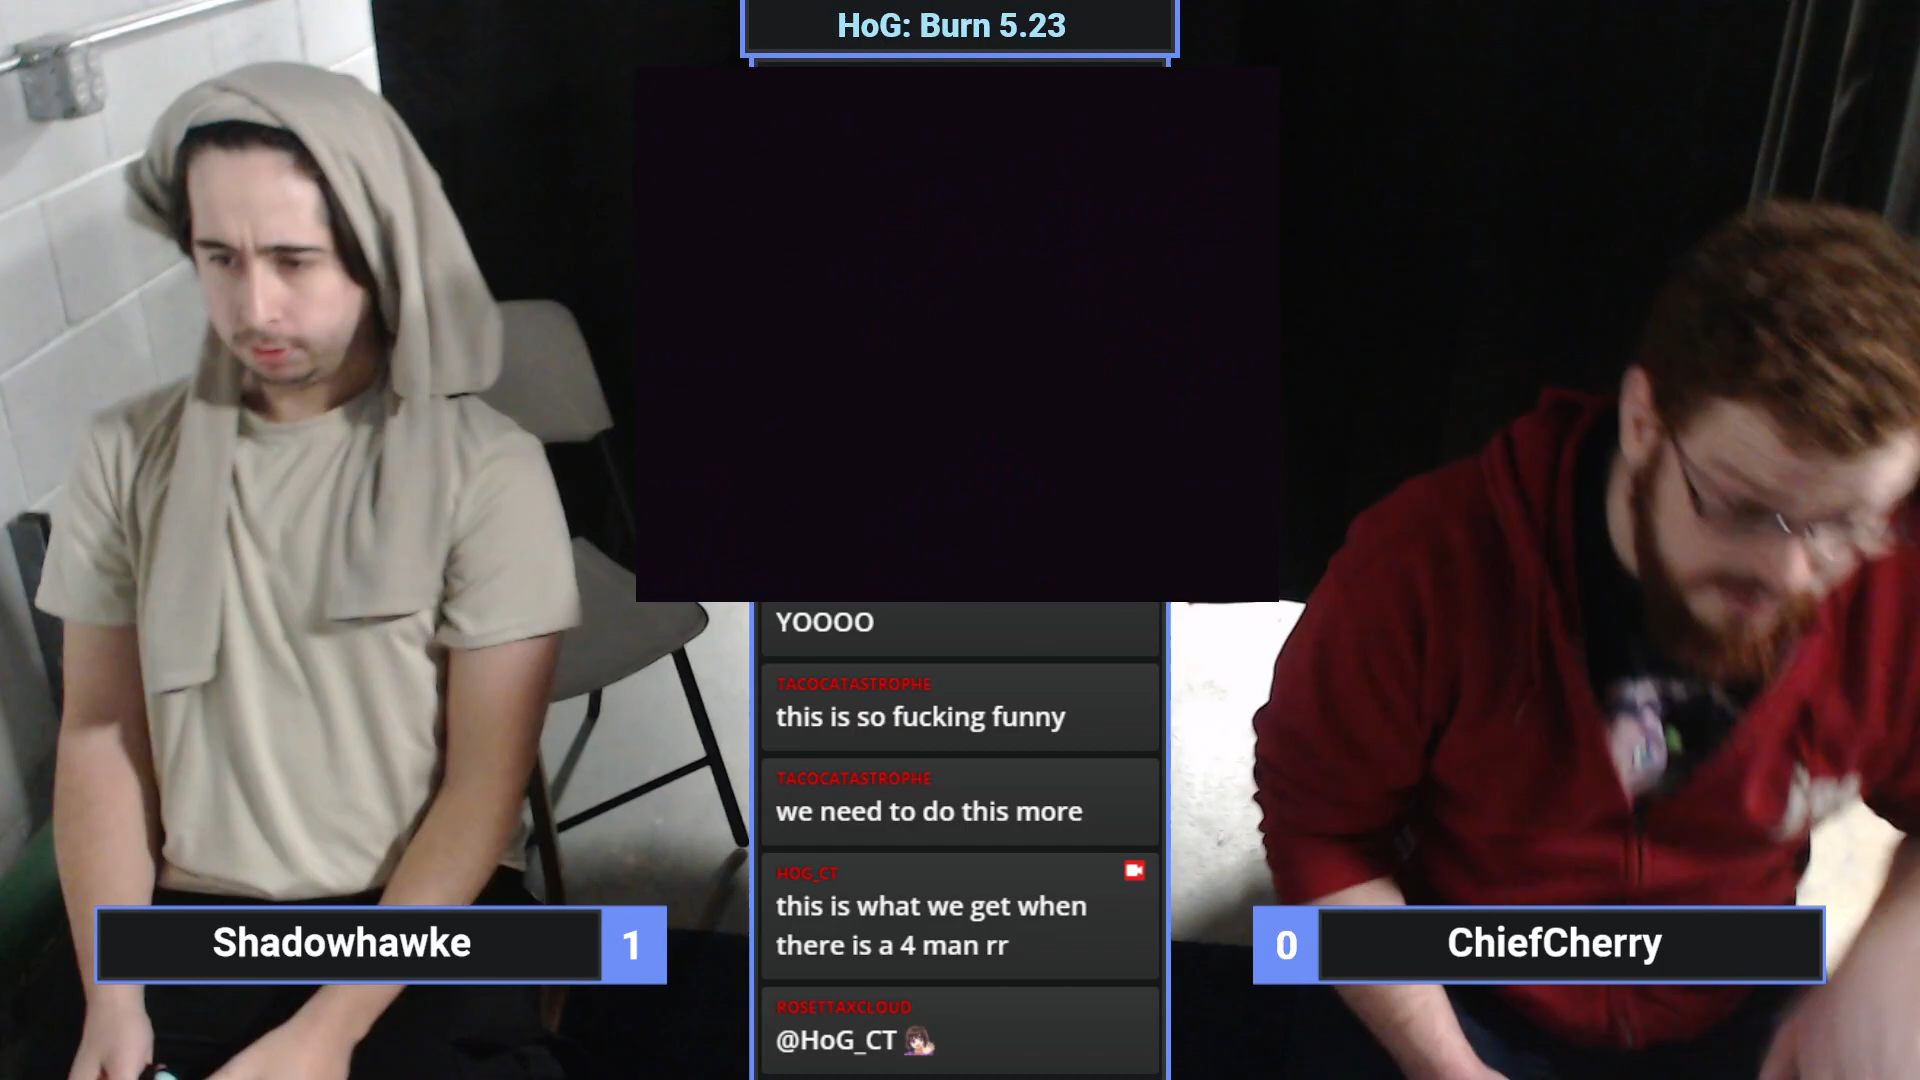 HoG: Burn 5.23
YOOOO
TACOCATASTROPHE
this is so fucking funny
TACOCATASTROPHE
we need to do this more
HOG_CT
this is what we get when
there is a 4 man rr
ROSETTAXCLOUD
@HoG_CT
Shadowhawke 1
0 ChiefCherry